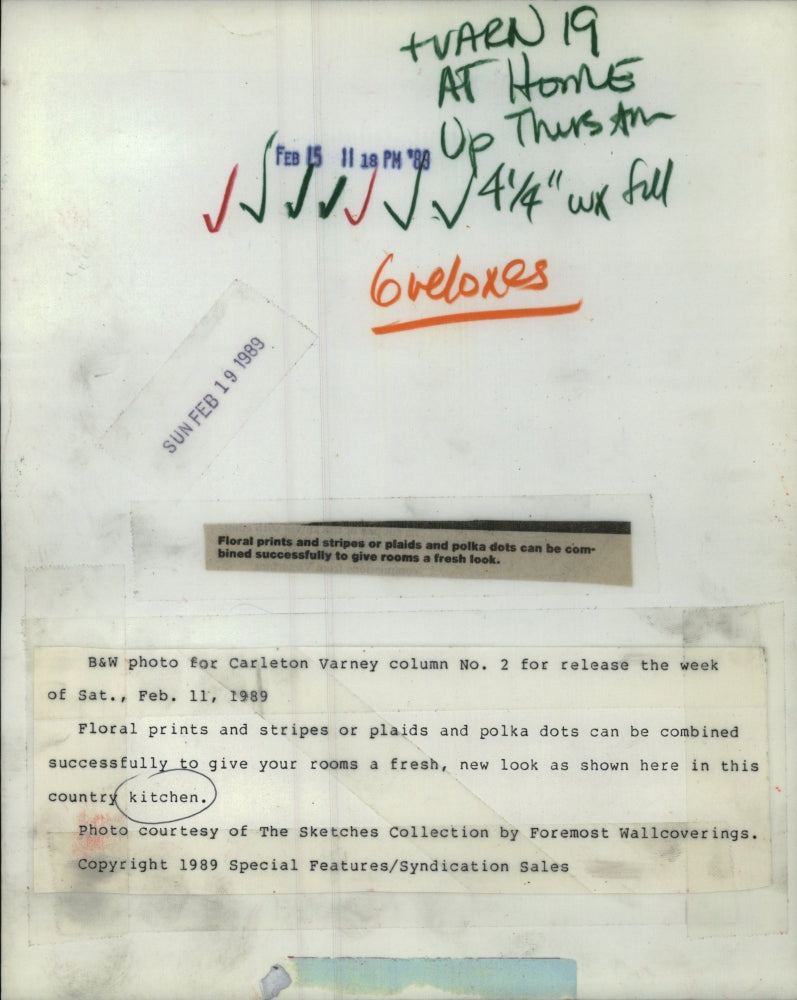 +VARN 19
AT HOME
Up Thurs Am
FEB 15 11 18 PM '89
4 1/4" wx full
6 veloxes
SUN FEB 19 1989
Floral prints and stripes or plaids and polka dots can be com-
bined successfully to give rooms a fresh look.
B&W photo for Carleton Varney column No. 2 for release the week
of Sat., Feb. 11, 1989
Floral prints and stripes or plaids and polka dots can be combined
successfully to give your rooms a fresh, new look as shown here in this
country kitchen.
Photo courtesy of The Sketches Collection by Foremost Wallcoverings.
Copyright 1989 Special Features/Syndication Sales